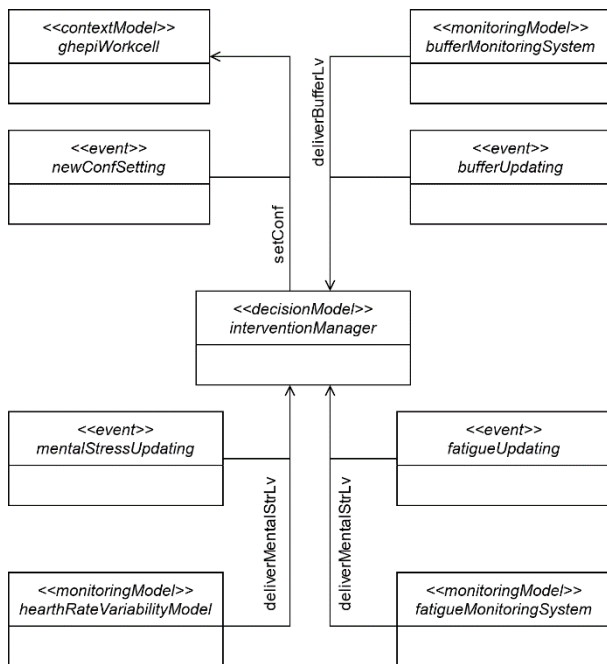 <<contextModel>>
ghepiWorkcell
<<monitoringModel>>
bufferMonitoringSystem
deliverBufferLv
<<event>>
newConfSetting
<<event>>
bufferUpdating
setConf
<<decisionModel>>
interventionManager
<<event>>
mentalStressUpdating
<<event>>
fatigueUpdating
deliverMentalStrLv
deliverMentalStrLv
<<monitoringModel>>
hearthRateVariabilityModel
<<monitoringModel>>
fatigueMonitoringSystem